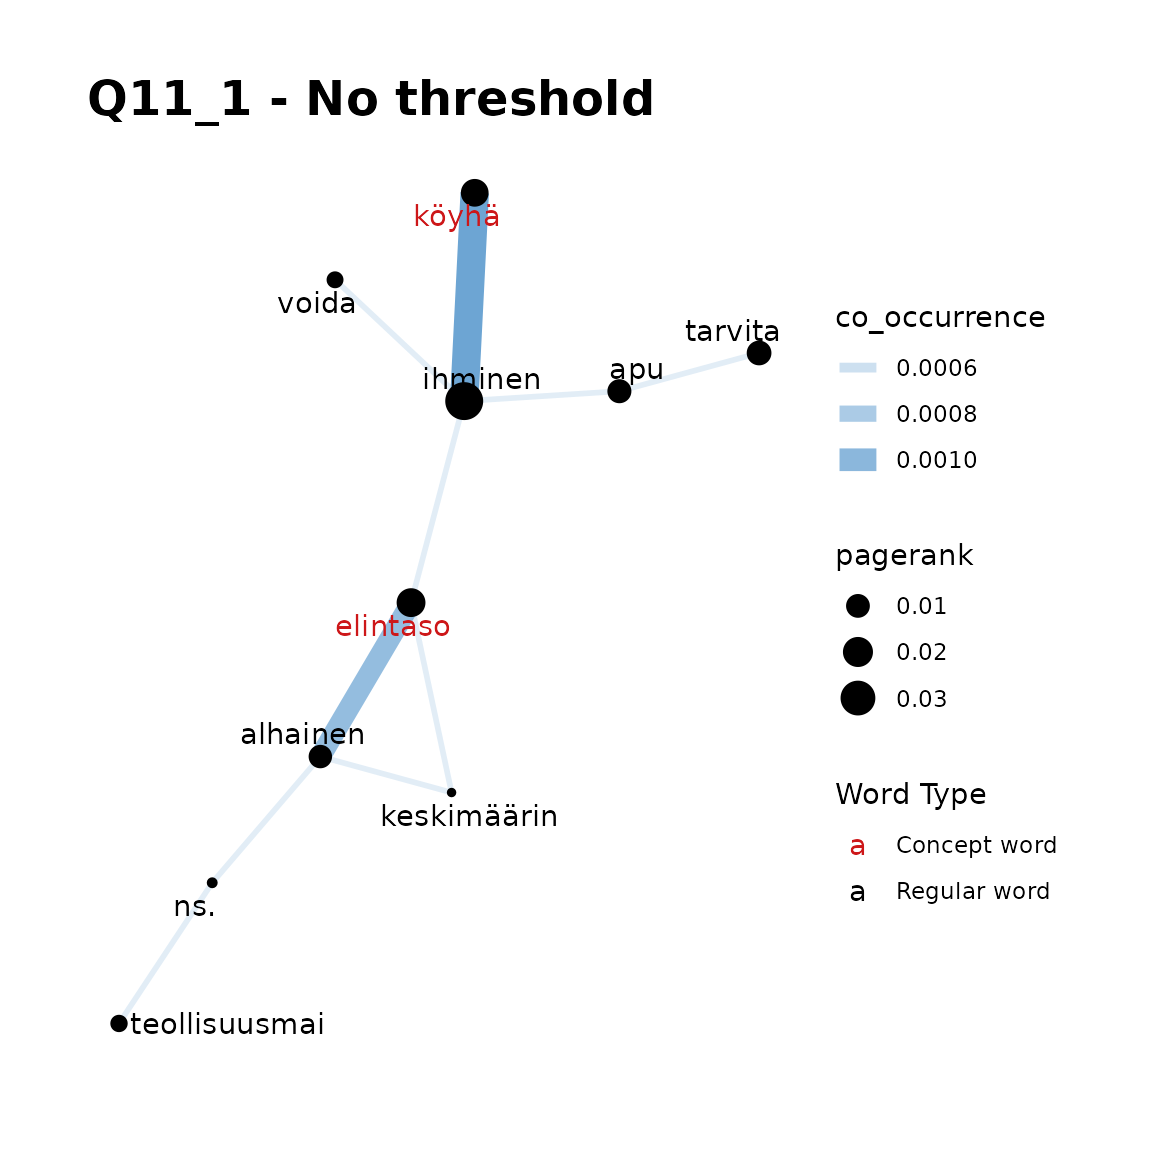 Q11_1 - No threshold
köyhä
voida
tarvita
apu
ihminen
elintaso
alhainen
keskimäärin
ns.
teollisuusmai
co_occurrence
0.0006
0.0008
0.0010
pagerank
0.01
0.02
0.03
Word Type
a Concept word
a Regular word